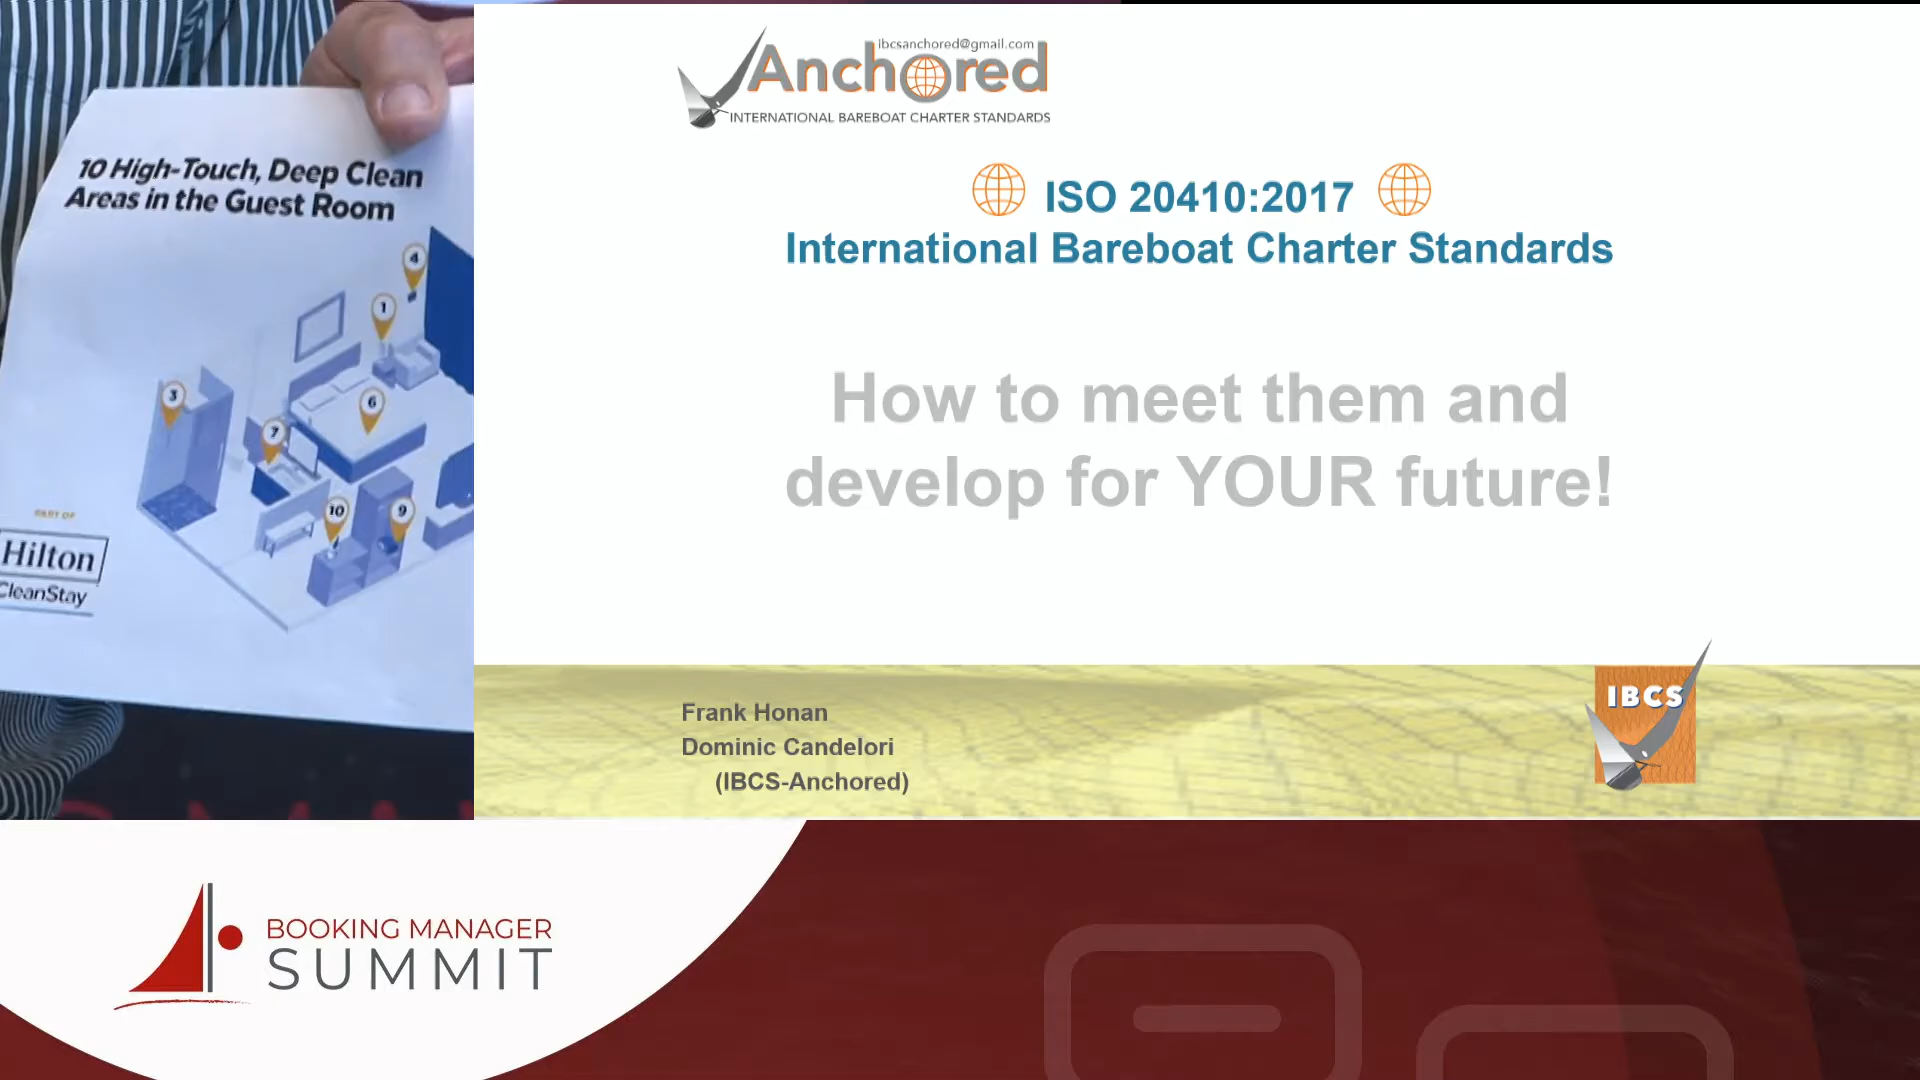 10 High-Touch, Deep Clean
Areas in the Guest Room
4
1
3
6
7
10
9
PART OF
Hilton
CleanStay
ibcsanchored@gmail.com
Anchored
INTERNATIONAL BAREBOAT CHARTER STANDARDS
ISO 20410:2017
International Bareboat Charter Standards
How to meet them and
develop for YOUR future!
Frank Honan
Dominic Candelori
(IBCS-Anchored)
IBCS
BOOKING MANAGER
SUMMIT